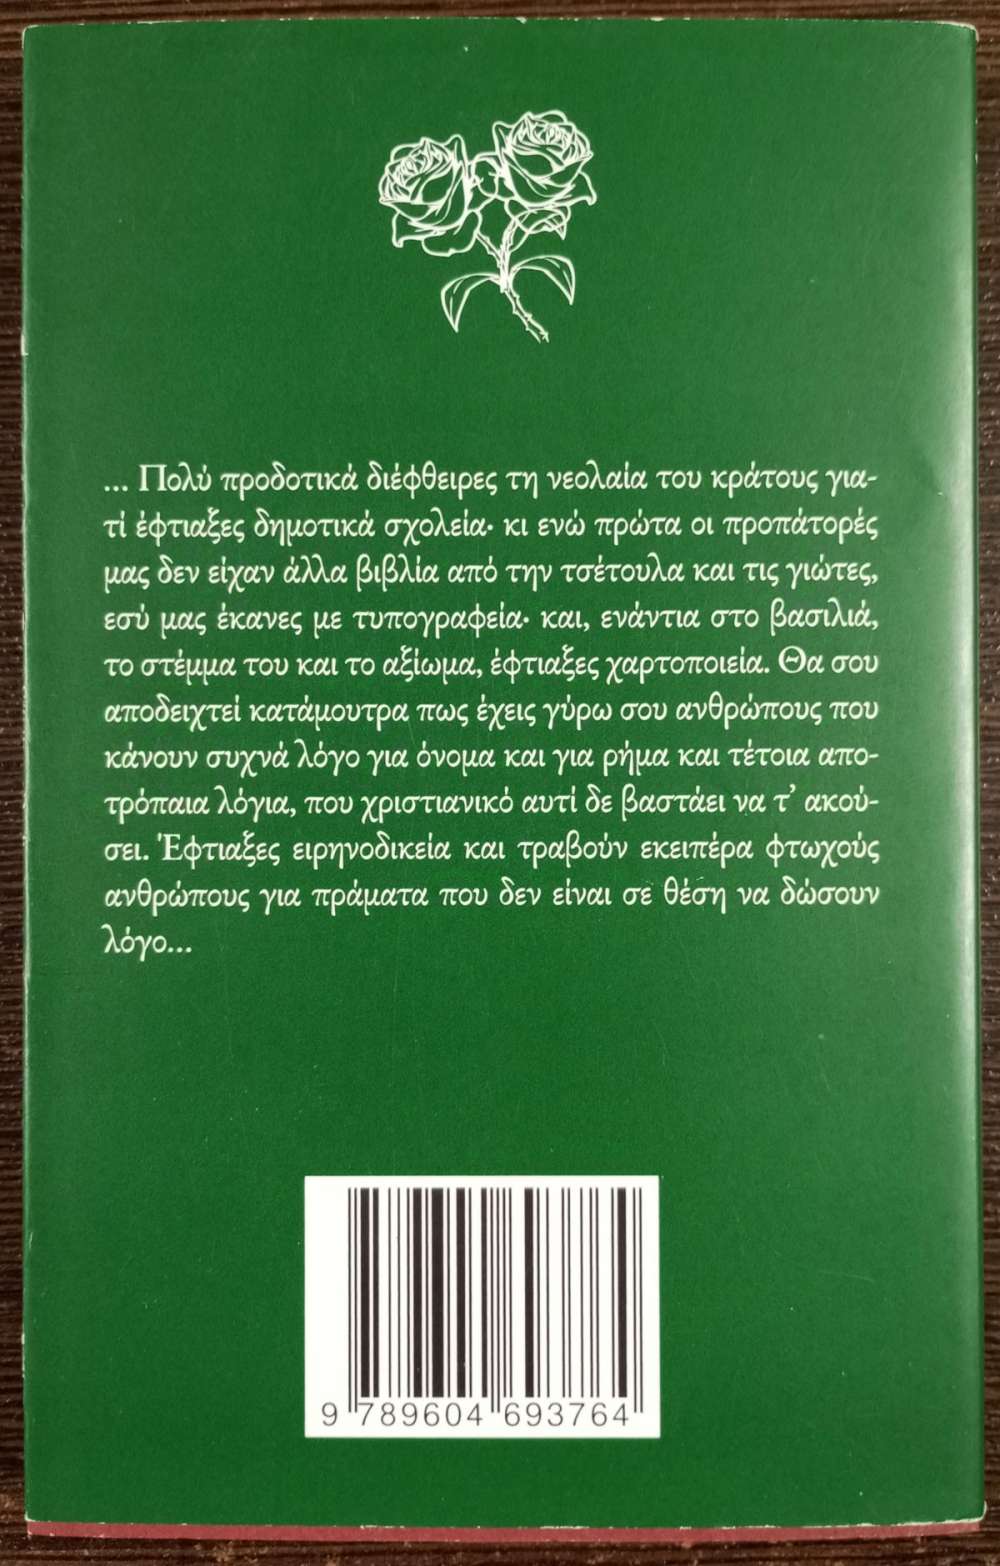 ... Πολύ προδοτικά διέφθειρες τη νεολαία του κράτους για-
τί έφτιαξες δημοτικά σχολεία· κι ενώ πρώτα οι προπάτορές
μας δεν είχαν άλλα βιβλία από την τσέτουλα και τις γιώτες,
εσύ μας έκανες με τυπογραφεία· και, ενάντια στο βασιλιά,
το στέμμα του και το αξίωμα, έφτιαξες χαρτοποιεία. Θα σου
αποδειχτεί κατάμουτρα πως έχεις γύρω σου ανθρώπους που
κάνουν συχνά λόγο για όνομα και για ρήμα και τέτοια απο-
τρόπαια λόγια, που χριστιανικό αυτί δε βαστάει να τ’ ακού-
σει. Έφτιαξες ειρηνοδικεία και τραβούν εκειπέρα φτωχούς
ανθρώπους για πράματα που δεν είναι σε θέση να δώσουν
λόγο...
9 789604 693764